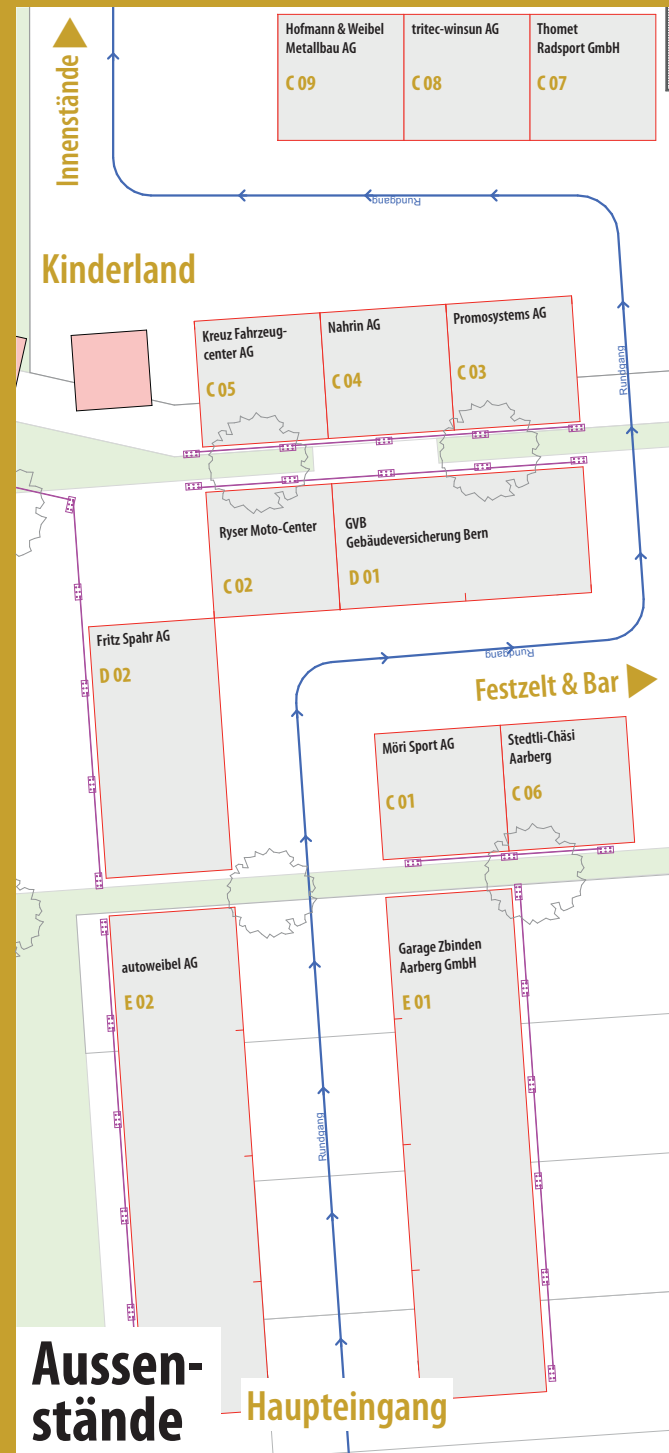 Innenstände
Hofmann & Weibel
Metallbau AG
C 09
tritec-winsun AG
C 08
Thomet
Radsport GmbH
C 07
Rundgang
Kinderland
Kreuz Fahrzeug-
center AG
C 05
Nahrin AG
C 04
Promosystems AG
C 03
Rundgang
Ryser Moto-Center
C 02
GVB
Gebäudeversicherung Bern
D 01
Fritz Spahr AG
D 02
Rundgang
Festzelt & Bar
Möri Sport AG
C 01
Stedtli-Chäsi
Aarberg
C 06
autoweibel AG
E 02
Garage Zbinden
Aarberg GmbH
E 01
Rundgang
Aussen-
stände
Haupteingang